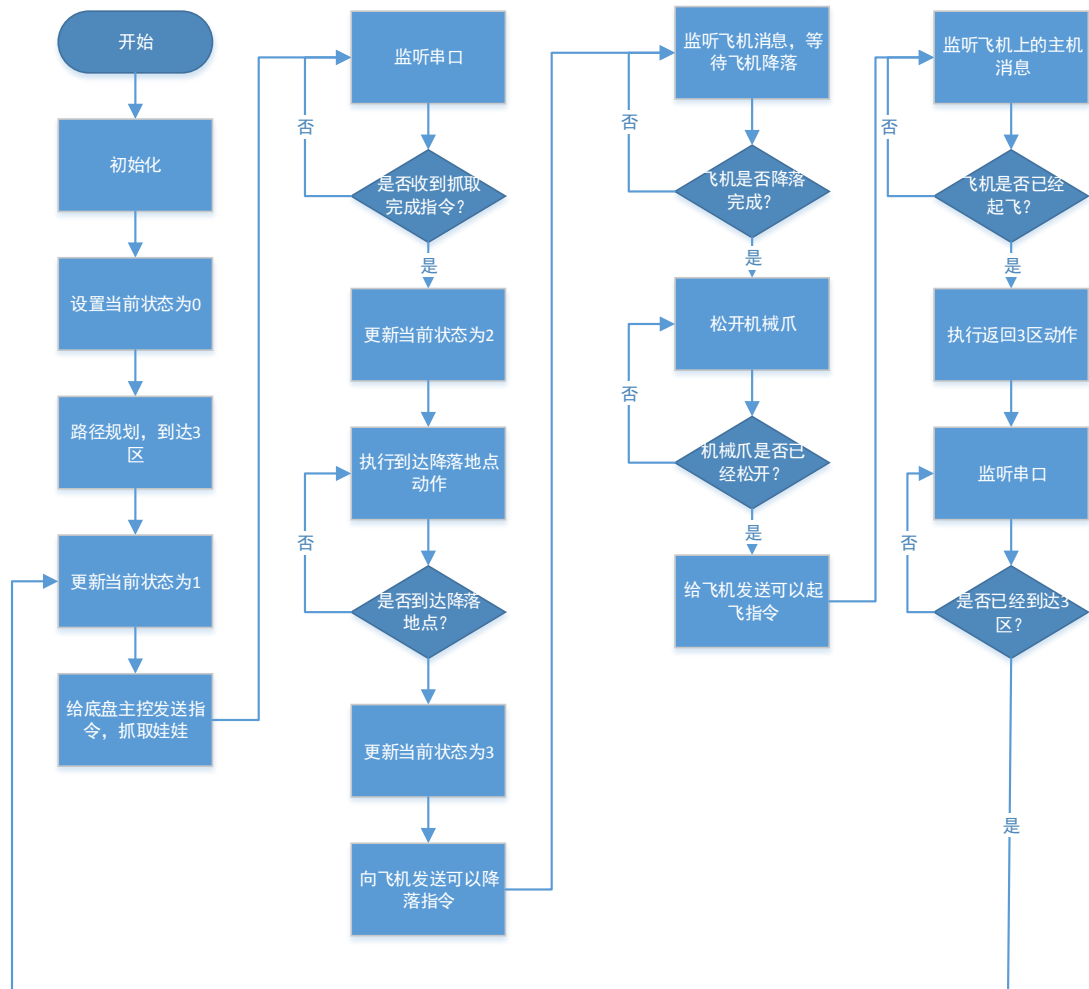 开始
初始化
设置当前状态为0
路径规划，到达3
区
更新当前状态为1
给底盘主控发送指
令，抓取娃娃
监听串口
否
是否收到抓取
完成指令？
是
更新当前状态为2
执行到达降落地点
动作
否
是否到达降落
地点？
更新当前状态为3
向飞机发送可以降
落指令
监听飞机消息，等
待飞机降落
否
飞机是否降落
完成？
是
松开机械爪
否
机械爪是否已
经松开？
是
给飞机发送可以起
飞指令
监听飞机上的主机
消息
否
飞机是否已经
起飞？
是
执行返回3区动作
监听串口
否
是否已经到达3
区？
是